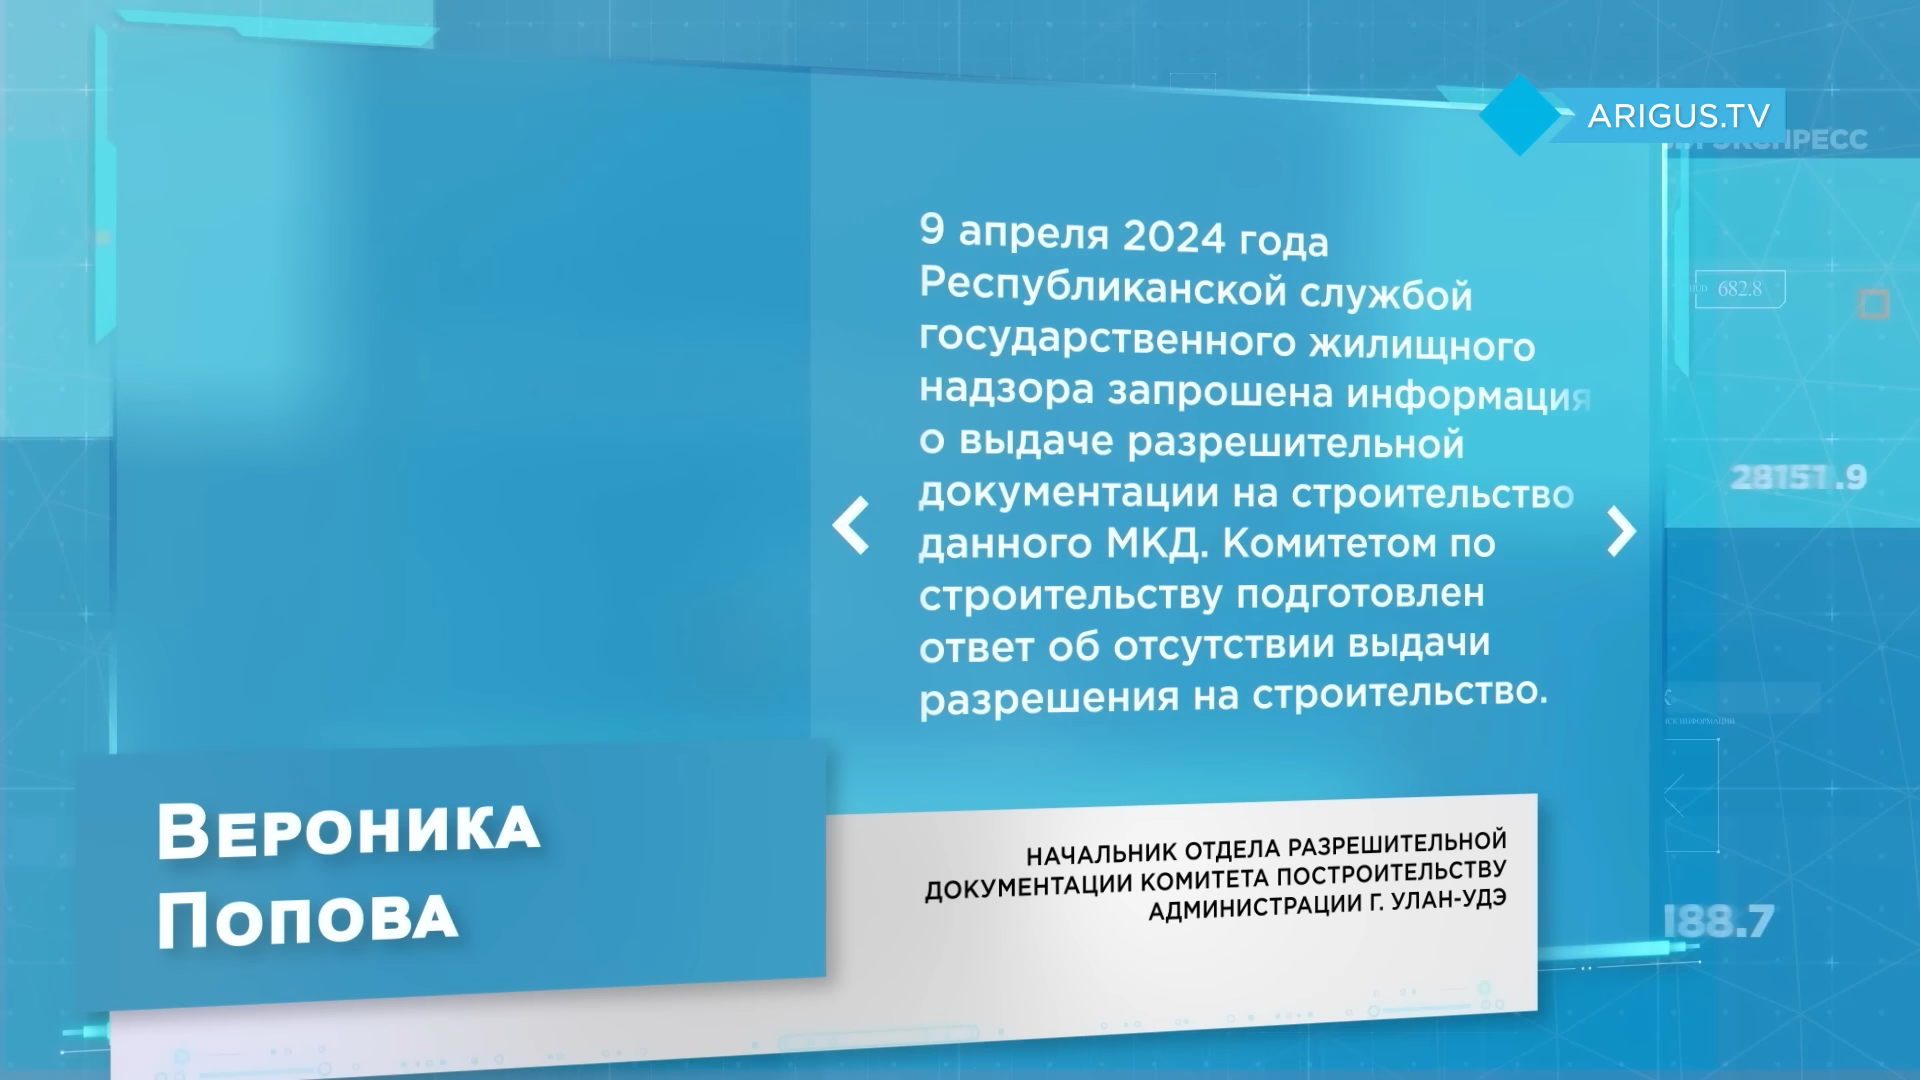 ARIGUS.TV
ЭКСПРЕСС
9 апреля 2024 года
Республиканской службой
государственного жилищного
надзора запрошена информация
о выдаче разрешительной
документации на строительство
данного МКД. Комитетом по
строительству подготовлен
ответ об отсутствии выдачи
разрешения на строительство.
682.8
28151.9
188.7
Вероника
Попова
НАЧАЛЬНИК ОТДЕЛА РАЗРЕШИТЕЛЬНОЙ
ДОКУМЕНТАЦИИ КОМИТЕТА ПОСТРОИТЕЛЬСТВУ
АДМИНИСТРАЦИИ Г. УЛАН-УДЭ